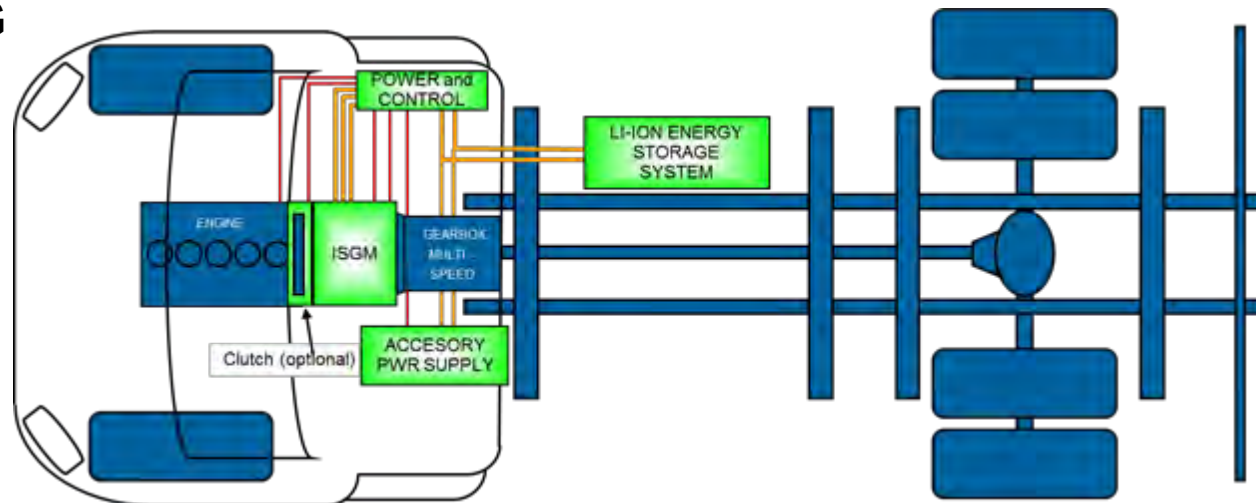 G
POWER and
CONTROL
LI-ION ENERGY
STORAGE
SYSTEM
ENGINE
ISGM
GEARBOX
MULTI -
SPEED
Clutch (optional)
ACCESORY
PWR SUPPLY